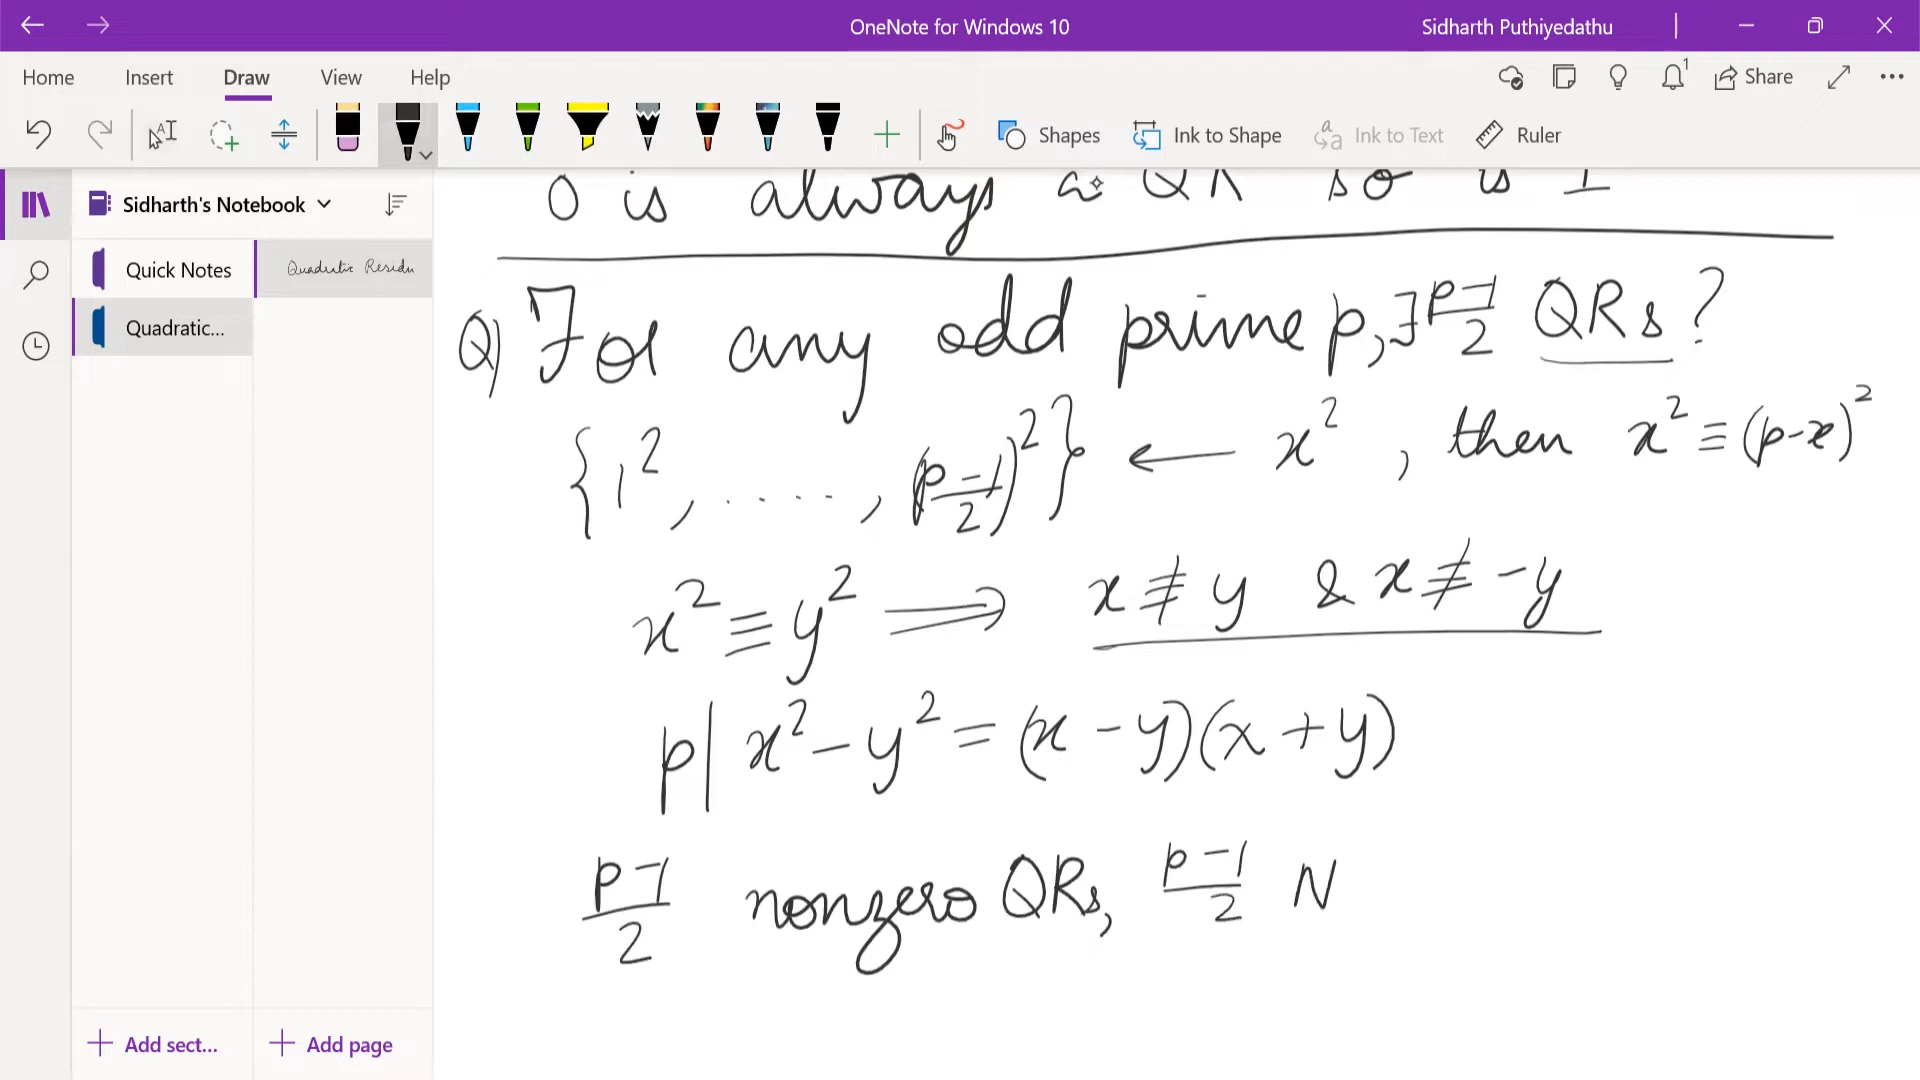 OneNote for Windows 10
Sidharth Puthiyedathu
Home Insert Draw View Help
1 Share
Shapes Ink to Shape Ink to Text Ruler
Sidharth's Notebook
Quick Notes
Quadratic...
Quadratic Residu
Add sect...
Add page
0 is always a QR so is 1
Q) For any odd prime p, ∃ (p-1)/2 QRs?
{1², ....., ((p-1)/2)²} ← x², then x² ≡ (p-x)²
x² ≡ y² ⟹ x ≢ y & x ≢ -y
p| x² - y² = (x - y)(x + y)
(p-1)/2 nonzero QRs, (p-1)/2 N